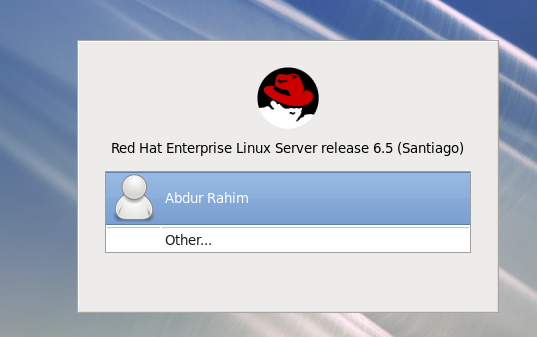 Red Hat Enterprise Linux Server release 6.5 (Santiago)
Abdur Rahim
Other...